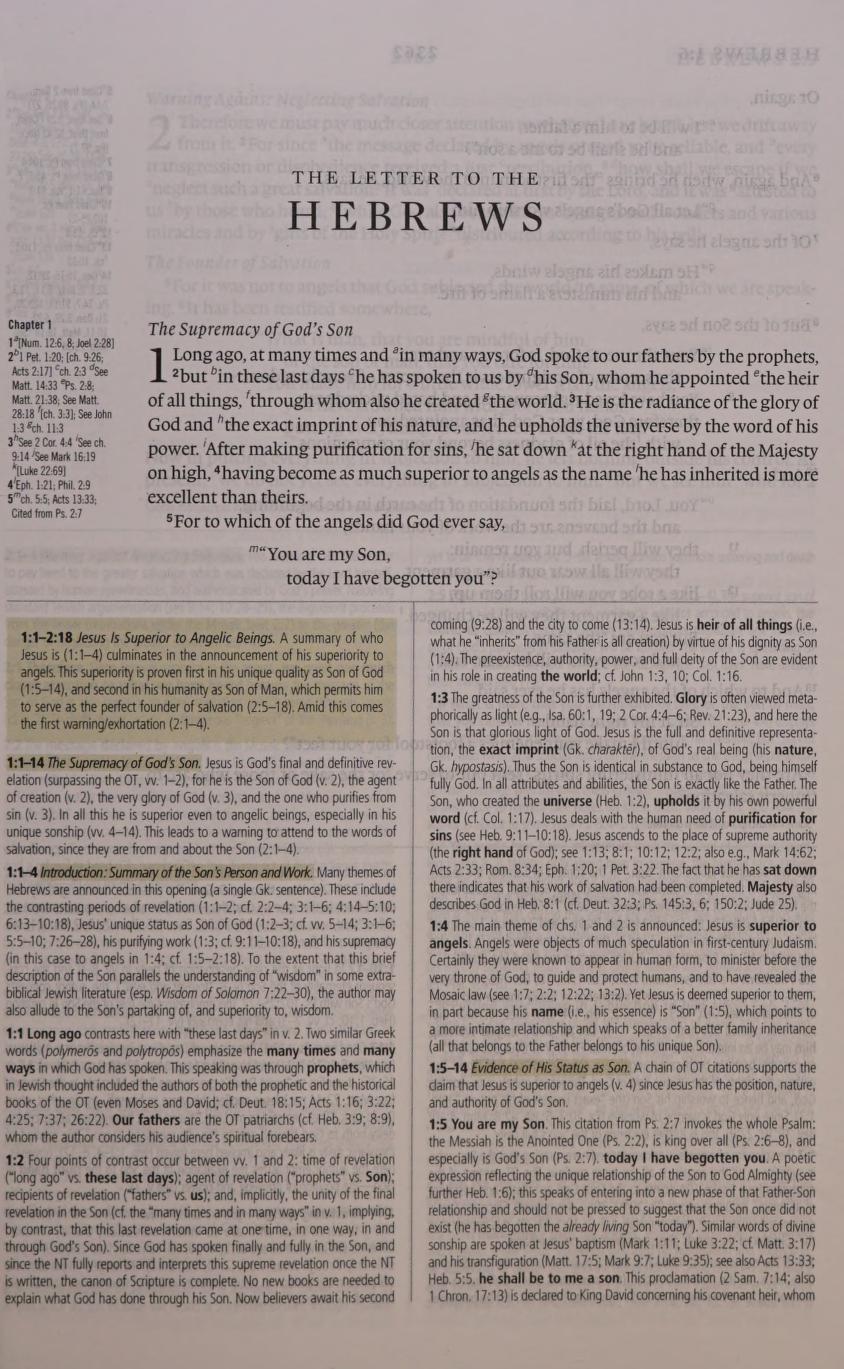 THE LETTER TO THE
HEBREWS
Chapter 1
1ᵃ[Num. 12:6, 8; Joel 2:28]
2ᵇ1 Pet. 1:20; [ch. 9:26;
Acts 2:17] ᶜch. 2:3 ᵈSee
Matt. 14:33 ᵉPs. 2:8;
Matt. 21:38; See Matt.
28:18 ᶠ[ch. 3:3]; See John
1:3 ᵍch. 11:3
3ʰSee 2 Cor. 4:4 ⁱSee ch.
9:14 ʲSee Mark 16:19
ᵏ[Luke 22:69]
4ˡEph. 1:21; Phil. 2:9
5ᵐch. 5:5; Acts 13:33;
Cited from Ps. 2:7
The Supremacy of God's Son
1 Long ago, at many times and ᵃin many ways, God spoke to our fathers by the prophets,
²but ᵇin these last days ᶜhe has spoken to us by ᵈhis Son, whom he appointed ᵉthe heir
of all things, ᶠthrough whom also he created ᵍthe world. ³He is the radiance of the glory of
God and ʰthe exact imprint of his nature, and he upholds the universe by the word of his
power. ⁱAfter making purification for sins, ʲhe sat down ᵏat the right hand of the Majesty
on high, ⁴having become as much superior to angels as the name ˡhe has inherited is more
excellent than theirs.
⁵For to which of the angels did God ever say,
ᵐ"You are my Son,
today I have begotten you"?
1:1–2:18 Jesus Is Superior to Angelic Beings. A summary of who
Jesus is (1:1–4) culminates in the announcement of his superiority to
angels. This superiority is proven first in his unique quality as Son of God
(1:5–14), and second in his humanity as Son of Man, which permits him
to serve as the perfect founder of salvation (2:5–18). Amid this comes
the first warning/exhortation (2:1–4).
1:1–14 The Supremacy of God's Son. Jesus is God's final and definitive rev-
elation (surpassing the OT, vv. 1–2), for he is the Son of God (v. 2), the agent
of creation (v. 2), the very glory of God (v. 3), and the one who purifies from
sin (v. 3). In all this he is superior even to angelic beings, especially in his
unique sonship (vv. 4–14). This leads to a warning to attend to the words of
salvation, since they are from and about the Son (2:1–4).
1:1–4 Introduction: Summary of the Son's Person and Work. Many themes of
Hebrews are announced in this opening (a single Gk. sentence). These include
the contrasting periods of revelation (1:1–2; cf. 2:2–4; 3:1–6; 4:14–5:10;
6:13–10:18), Jesus' unique status as Son of God (1:2–3; cf. vv. 5–14; 3:1–6;
5:5–10; 7:26–28), his purifying work (1:3; cf. 9:11–10:18), and his supremacy
(in this case to angels in 1:4; cf. 1:5–2:18). To the extent that this brief
description of the Son parallels the understanding of "wisdom" in some extra-
biblical Jewish literature (esp. Wisdom of Solomon 7:22–30), the author may
also allude to the Son's partaking of, and superiority to, wisdom.
1:1 Long ago contrasts here with "these last days" in v. 2. Two similar Greek
words (polymerōs and polytropōs) emphasize the many times and many
ways in which God has spoken. This speaking was through prophets, which
in Jewish thought included the authors of both the prophetic and the historical
books of the OT (even Moses and David; cf. Deut. 18:15; Acts 1:16; 3:22;
4:25; 7:37; 26:22). Our fathers are the OT patriarchs (cf. Heb. 3:9; 8:9),
whom the author considers his audience's spiritual forebears.
1:2 Four points of contrast occur between vv. 1 and 2: time of revelation
("long ago" vs. these last days); agent of revelation ("prophets" vs. Son);
recipients of revelation ("fathers" vs. us); and, implicitly, the unity of the final
revelation in the Son (cf. the "many times and in many ways" in v. 1, implying,
by contrast, that this last revelation came at one time, in one way, in and
through God's Son). Since God has spoken finally and fully in the Son, and
since the NT fully reports and interprets this supreme revelation once the NT
is written, the canon of Scripture is complete. No new books are needed to
explain what God has done through his Son. Now believers await his second
coming (9:28) and the city to come (13:14). Jesus is heir of all things (i.e.,
what he "inherits" from his Father is all creation) by virtue of his dignity as Son
(1:4). The preexistence, authority, power, and full deity of the Son are evident
in his role in creating the world; cf. John 1:3, 10; Col. 1:16.
1:3 The greatness of the Son is further exhibited. Glory is often viewed meta-
phorically as light (e.g., Isa. 60:1, 19; 2 Cor. 4:4–6; Rev. 21:23), and here the
Son is that glorious light of God. Jesus is the full and definitive representa-
tion, the exact imprint (Gk. charaktēr), of God's real being (his nature,
Gk. hypostasis). Thus the Son is identical in substance to God, being himself
fully God. In all attributes and abilities, the Son is exactly like the Father. The
Son, who created the universe (Heb. 1:2), upholds it by his own powerful
word (cf. Col. 1:17). Jesus deals with the human need of purification for
sins (see Heb. 9:11–10:18). Jesus ascends to the place of supreme authority
(the right hand of God); see 1:13; 8:1; 10:12; 12:2; also e.g., Mark 14:62;
Acts 2:33; Rom. 8:34; Eph. 1:20; 1 Pet. 3:22. The fact that he has sat down
there indicates that his work of salvation had been completed. Majesty also
describes God in Heb. 8:1 (cf. Deut. 32:3; Ps. 145:3, 6; 150:2; Jude 25).
1:4 The main theme of chs. 1 and 2 is announced: Jesus is superior to
angels. Angels were objects of much speculation in first-century Judaism.
Certainly they were known to appear in human form, to minister before the
very throne of God, to guide and protect humans, and to have revealed the
Mosaic law (see 1:7; 2:2; 12:22; 13:2). Yet Jesus is deemed superior to them,
in part because his name (i.e., his essence) is "Son" (1:5), which points to
a more intimate relationship and which speaks of a better family inheritance
(all that belongs to the Father belongs to his unique Son).
1:5–14 Evidence of His Status as Son. A chain of OT citations supports the
claim that Jesus is superior to angels (v. 4) since Jesus has the position, nature,
and authority of God's Son.
1:5 You are my Son. This citation from Ps. 2:7 invokes the whole Psalm:
the Messiah is the Anointed One (Ps. 2:2), is king over all (Ps. 2:6–8), and
especially is God's Son (Ps. 2:7). today I have begotten you. A poetic
expression reflecting the unique relationship of the Son to God Almighty (see
further Heb. 1:6); this speaks of entering into a new phase of that Father-Son
relationship and should not be pressed to suggest that the Son once did not
exist (he has begotten the already living Son "today"). Similar words of divine
sonship are spoken at Jesus' baptism (Mark 1:11; Luke 3:22; cf. Matt. 3:17)
and his transfiguration (Matt. 17:5; Mark 9:7; Luke 9:35); see also Acts 13:33;
Heb. 5:5. he shall be to me a son. This proclamation (2 Sam. 7:14; also
1 Chron. 17:13) is declared to King David concerning his covenant heir, whom